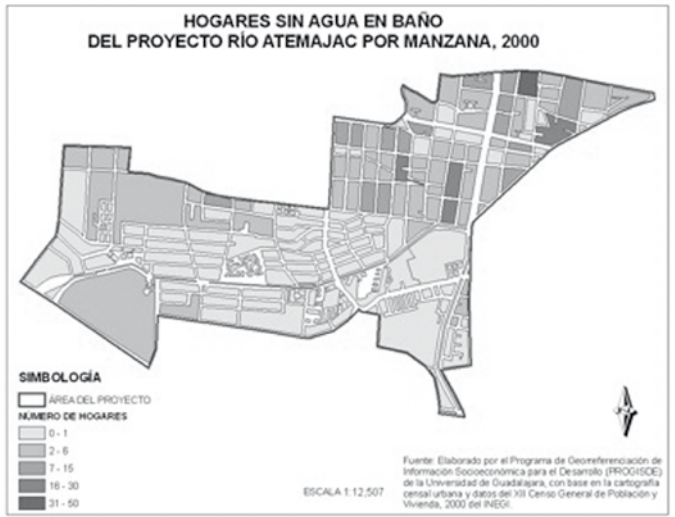 HOGARES SIN AGUA EN BAÑO
DEL PROYECTO RÍO ATEMAJAC POR MANZANA, 2000
SIMBOLOGÍA
ÁREA DEL PROYECTO
NÚMERO DE HOGARES
0 - 1
2 - 6
7 - 15
16 - 30
31 - 50
ESCALA 1:12,507
Fuente: Elaborado por el Programa de Georreferenciación de
Información Socioeconómica para el Desarrollo (PROGISDE)
de la Universidad de Guadalajara, con base en la cartografía
censal urbana y datos del XII Censo General de Población y
Vivienda, 2000 del INEGI.